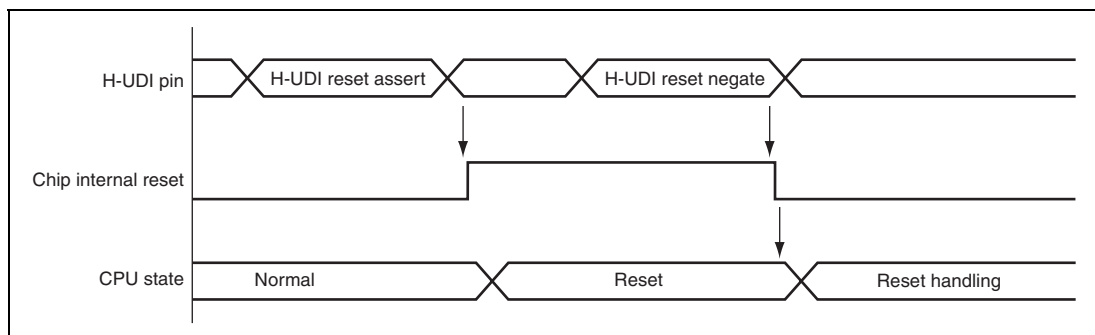 H-UDI pin
H-UDI reset assert
H-UDI reset negate
Chip internal reset
CPU state
Normal
Reset
Reset handling